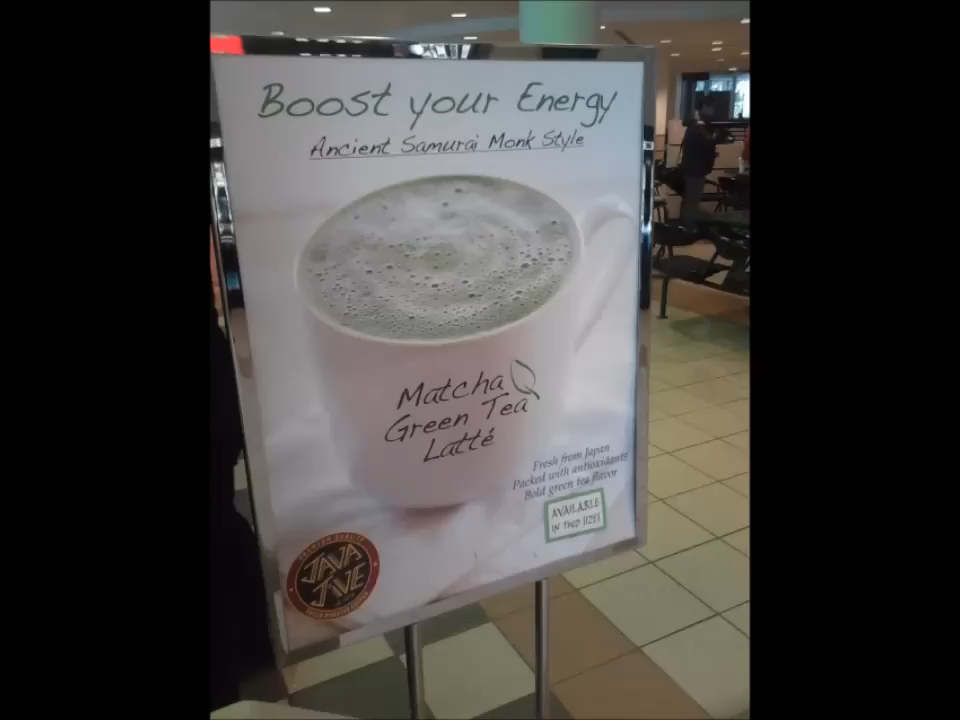 Boost your Energy
Ancient Samurai Monk Style
Matcha
Green Tea
Latté
Fresh from Japan
Packed with antioxidants
Bold green tea flavor
AVAILABLE
IN TWO SIZES
JAVA
JIVE